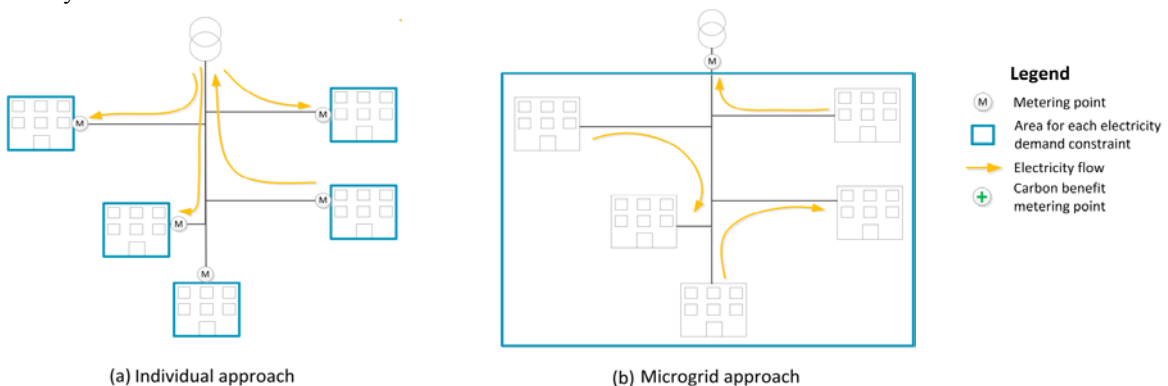 M
M
M
M
M
(a) Individual approach
M
(b) Microgrid approach
Legend
M Metering point
Area for each electricity
demand constraint
Electricity flow
Carbon benefit
metering point